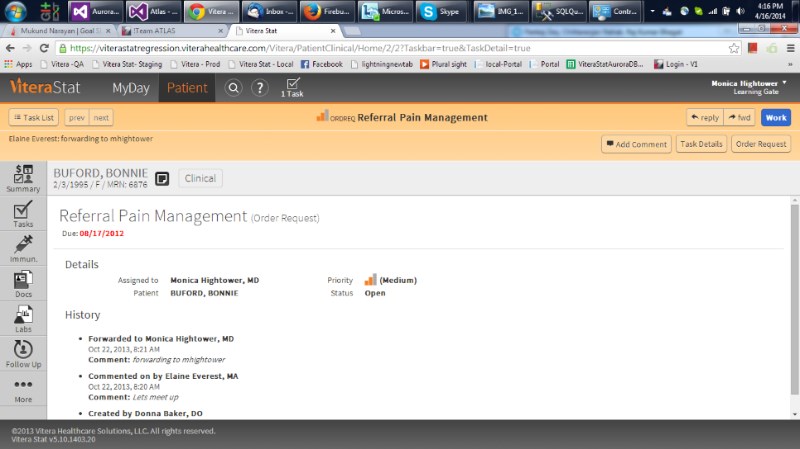 Aurora...
Atlas - ...
Vitera ...
Inbox - ...
Firebu...
Micros...
Skype
IMG_1...
SQLQu...
Contr...
4:16 PM
4/16/2014
Mukund Narayan | Goal S
!Team ATLAS
Vitera Stat
https://viterastatregression.viterahealthcare.com/Vitera/PatientClinical/Home/2/2?Taskbar=true&TaskDetail=true
Apps
Vitera -QA
Vitera Stat- Staging
Vitera - Prod
Vitera Stat - Local
Facebook
lightningnewtab
Plural sight
local-Portal
Portal
ViteraStatAuroraDB...
Login - V1
ViteraStat
MyDay
Patient
?
1 Task
Monica Hightower
Learning Gate
Task List
prev
next
ORDREQ Referral Pain Management
reply
fwd
Work
Elaine Everest: forwarding to mhightower
Add Comment
Task Details
Order Request
Summary
Tasks
Immun.
Docs
Labs
Follow Up
More
BUFORD, BONNIE
2/3/1995 / F / MRN: 6876
Clinical
Referral Pain Management (Order Request)
Due: 08/17/2012
Details
Assigned to Monica Hightower, MD
Priority (Medium)
Patient BUFORD, BONNIE
Status Open
History
Forwarded to Monica Hightower, MD
Oct 22, 2013, 8:21 AM
Comment: forwarding to mhightower
Commented on by Elaine Everest, MA
Oct 22, 2013, 8:20 AM
Comment: Lets meet up
Created by Donna Baker, DO
©2013 Vitera Healthcare Solutions, LLC. All rights reserved.
Vitera Stat v5.10.1403.20